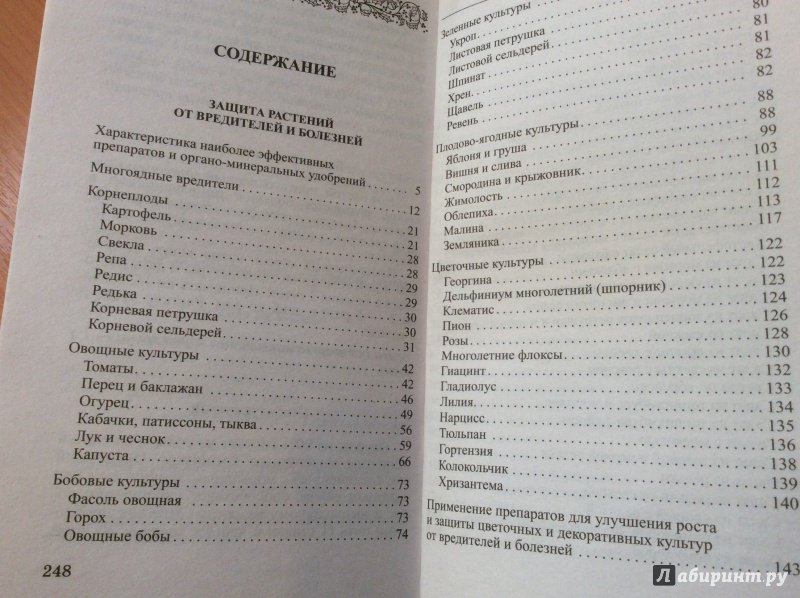 СОДЕРЖАНИЕ
ЗАЩИТА РАСТЕНИЙ
ОТ ВРЕДИТЕЛЕЙ И БОЛЕЗНЕЙ
Характеристика наиболее эффективных
препаратов и органо-минеральных удобрений ...... 5
Многоядные вредители ...... 12
Корнеплоды ...... 21
Картофель ...... 21
Морковь ...... 28
Свекла ...... 28
Репа ...... 29
Редис ...... 29
Редька ...... 30
Корневая петрушка ...... 30
Корневой сельдерей ...... 31
Овощные культуры ...... 42
Томаты ...... 42
Перец и баклажан ...... 46
Огурец ...... 49
Кабачки, патиссоны, тыква ...... 56
Лук и чеснок ...... 59
Капуста ...... 66
Бобовые культуры ...... 73
Фасоль овощная ...... 73
Горох ...... 73
Овощные бобы ...... 74
248
Зеленные культуры
Укроп ......
Листовая петрушка ......
Листовой сельдерей ...... 80
Шпинат ...... 81
Хрен ...... 81
Щавель ...... 82
Ревень ...... 82
Плодово-ягодные культуры ...... 88
Яблоня и груша ...... 88
Вишня и слива ...... 99
Смородина и крыжовник ...... 103
Жимолость ...... 111
Облепиха ...... 112
Малина ...... 113
Земляника ...... 117
Цветочные культуры ...... 122
Георгина ...... 122
Дельфиниум многолетний (шпорник) ...... 123
Клематис ...... 124
Пион ...... 126
Розы ...... 128
Многолетние флоксы ...... 130
Гиацинт ...... 132
Гладиолус ...... 133
Лилия ...... 134
Нарцисс ...... 135
Тюльпан ...... 136
Гортензия ...... 138
Колокольчик ...... 139
Хризантема ...... 140
Применение препаратов для улучшения роста
и защиты цветочных и декоративных культур
от вредителей и болезней ...... 143
Лабиринт.ру